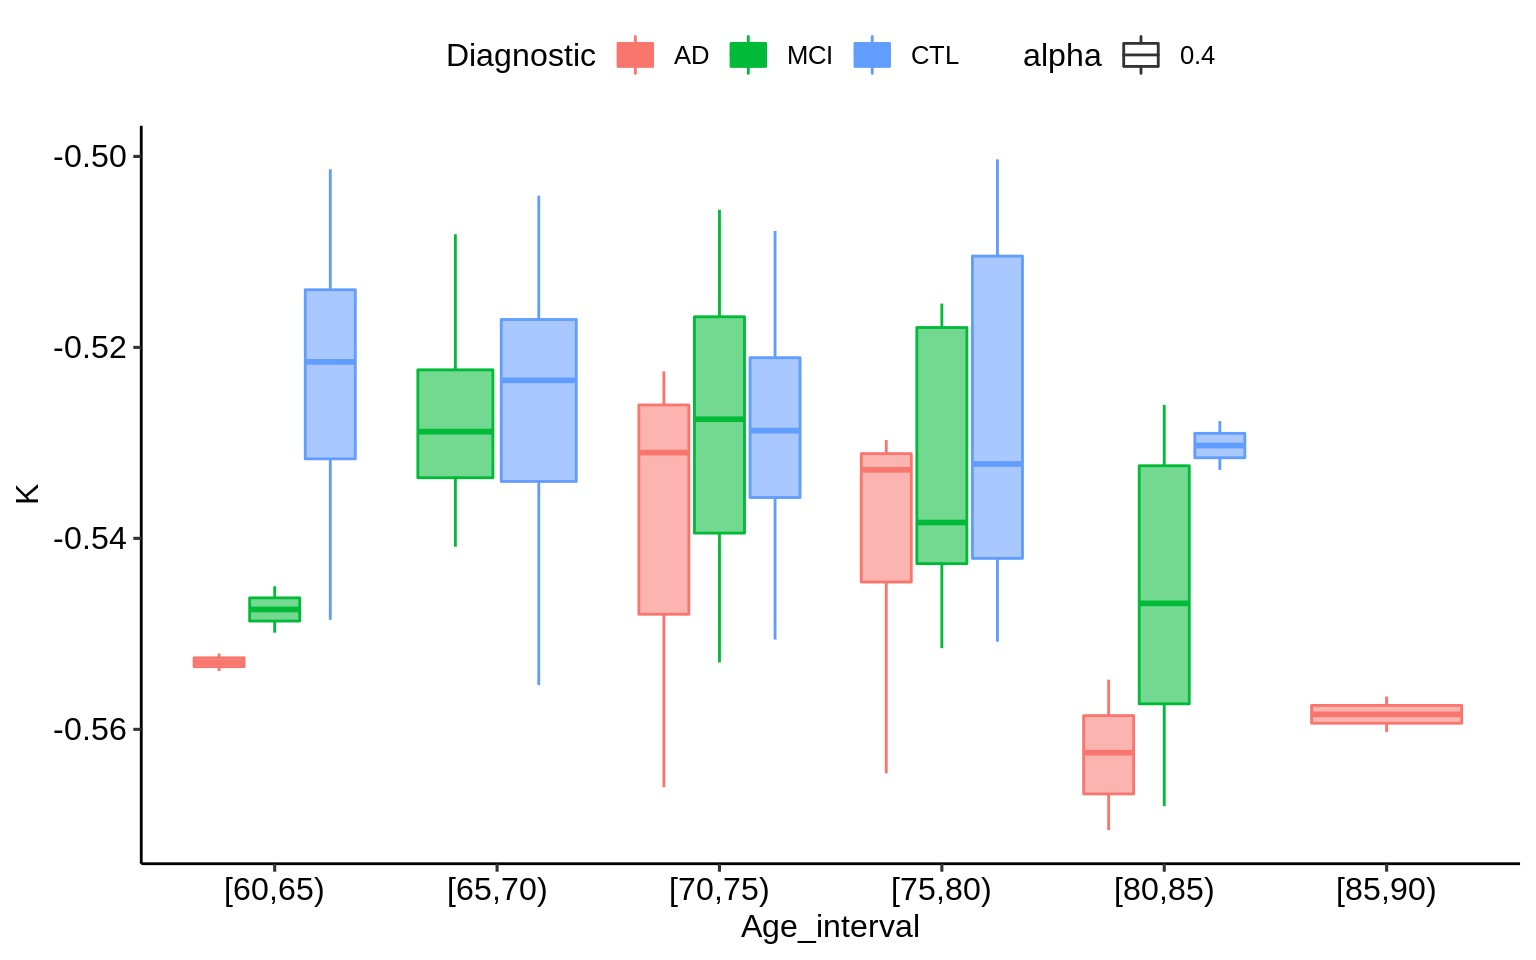 Diagnostic AD MCI CTL alpha 0.4
-0.50
-0.52
-0.54
-0.56
K
[60,65) [65,70) [70,75) [75,80) [80,85) [85,90)
Age_interval